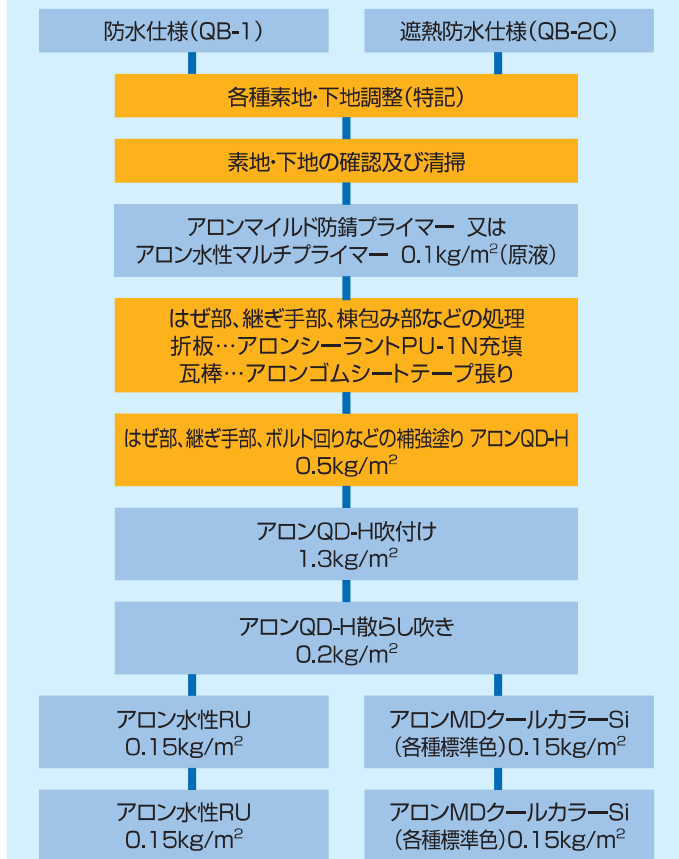 防水仕様(QB-1)
遮熱防水仕様(QB-2C)
各種素地・下地調整(特記)
素地・下地の確認及び清掃
アロンマイルド防錆プライマー 又は
アロン水性マルチプライマー 0.1kg/m²(原液)
はぜ部、継ぎ手部、棟包み部などの処理
折板…アロンシーラントPU-1N充填
瓦棒…アロンゴムシートテープ張り
はぜ部、継ぎ手部、ボルト回りなどの補強塗り アロンQD-H
0.5kg/m²
アロンQD-H吹付け
1.3kg/m²
アロンQD-H散らし吹き
0.2kg/m²
アロン水性RU
0.15kg/m²
アロンMDクールカラーSi
(各種標準色)0.15kg/m²
アロン水性RU
0.15kg/m²
アロンMDクールカラーSi
(各種標準色)0.15kg/m²